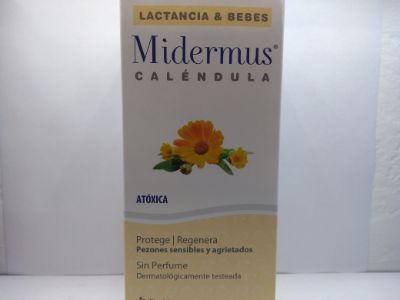 LACTANCIA & BEBES
Midermus®
CALÉNDULA
ATÓXICA
Protege | Regenera
Pezones sensibles y agrietados
Sin Perfume
Dermatológicamente testeada